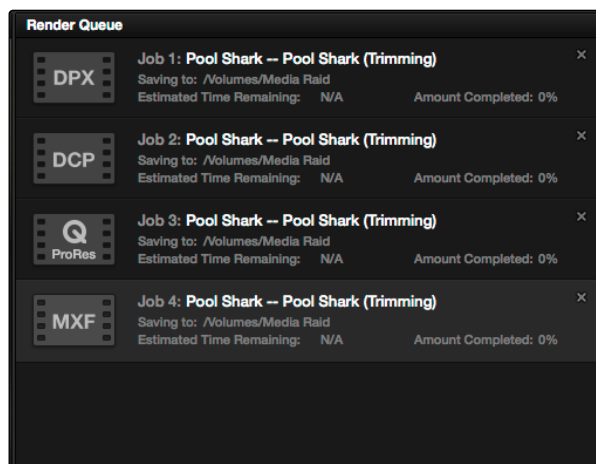 Render Queue
DPX
Job 1: Pool Shark -- Pool Shark (Trimming)
Saving to: /Volumes/Media Raid
Estimated Time Remaining: N/A Amount Completed: 0%
DCP
Job 2: Pool Shark -- Pool Shark (Trimming)
Saving to: /Volumes/Media Raid
Estimated Time Remaining: N/A Amount Completed: 0%
Q
ProRes
Job 3: Pool Shark -- Pool Shark (Trimming)
Saving to: /Volumes/Media Raid
Estimated Time Remaining: N/A Amount Completed: 0%
MXF
Job 4: Pool Shark -- Pool Shark (Trimming)
Saving to: /Volumes/Media Raid
Estimated Time Remaining: N/A Amount Completed: 0%